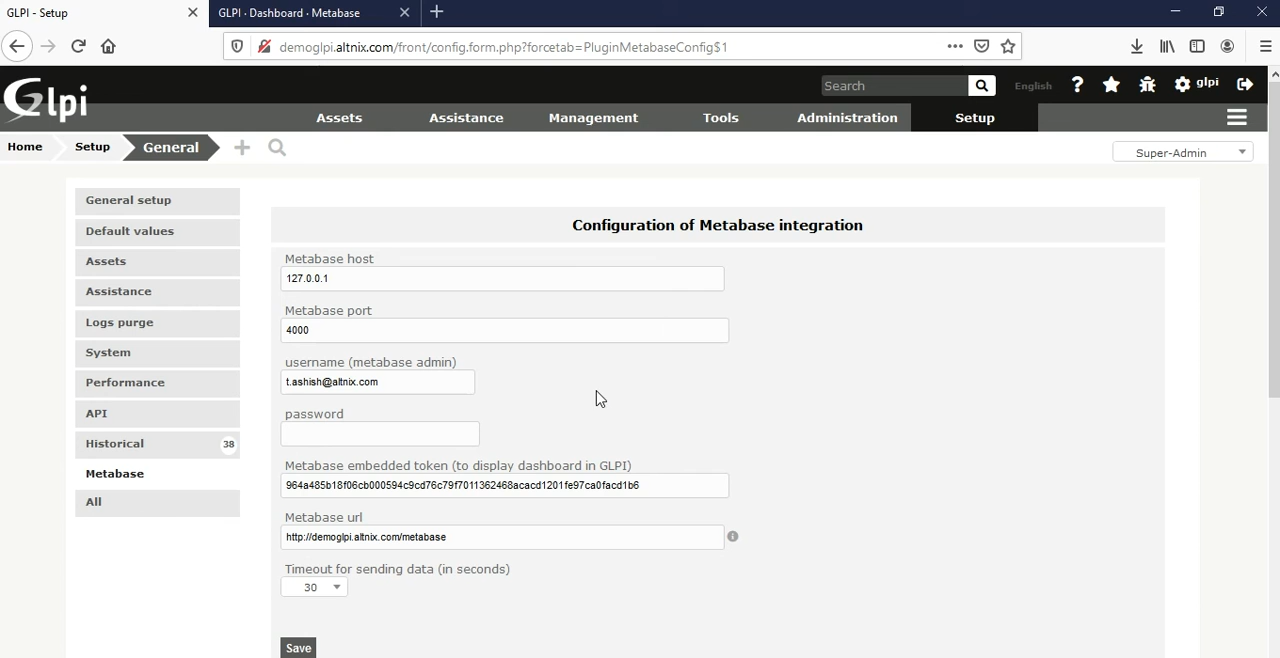 GLPI - Setup
GLPI - Dashboard · Metabase
demoglpi.altnix.com/front/config.form.php?forcetab=PluginMetabaseConfig$1
Glpi
Search
English
? glpi
Assets Assistance Management Tools Administration Setup
Home Setup General
Super-Admin
General setup
Default values
Assets
Assistance
Logs purge
System
Performance
API
Historical 38
Metabase
All
Configuration of Metabase integration
Metabase host
127.0.0.1
Metabase port
4000
username (metabase admin)
t.ashish@altnix.com
password
Metabase embedded token (to display dashboard in GLPI)
964a485b18f06cb000594c9cd76c79f7011362468acacd1201fe97ca0facd1b6
Metabase url
http://demoglpi.altnix.com/metabase
Timeout for sending data (in seconds)
30
Save